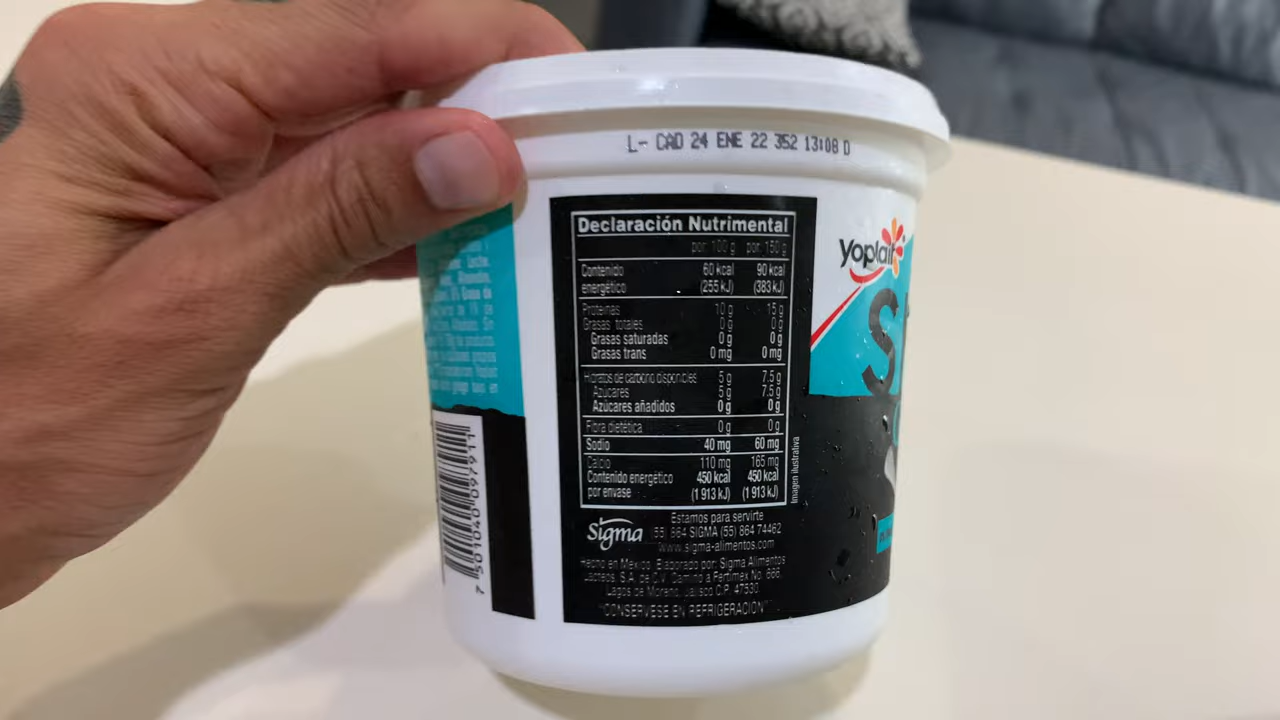 L- CAD 24 ENE 22 352 13:08 D
Declaración Nutrimental
por 100 g por 150 g
Contenido energético 60 kcal (255 kJ) 90 kcal (383 kJ)
Proteínas 10 g 15 g
Grasas totales 0 g 0 g
Grasas saturadas 0 g 0 g
Grasas trans 0 mg 0 mg
Hidratos de carbono disponibles 5 g 7.5 g
Azúcares 5 g 7.5 g
Azúcares añadidos 0 g 0 g
Fibra dietética 0 g 0 g
Sodio 40 mg 60 mg
Calcio 110 mg 165 mg
Contenido energético por envase 450 kcal (1 913 kJ) 450 kcal (1 913 kJ)
Imagen ilustrativa
Sigma
Estamos para servirte
(55) 864 SIGMA (55) 864 74462
www.sigma-alimentos.com
Hecho en México. Elaborado por: Sigma Alimentos
Lácteos, S.A. de C.V. Camino a Fertimex No. 666,
Lagos de Moreno, Jalisco C.P. 47530
"CONSÉRVESE EN REFRIGERACIÓN"
Yoplait
7 501040 097911